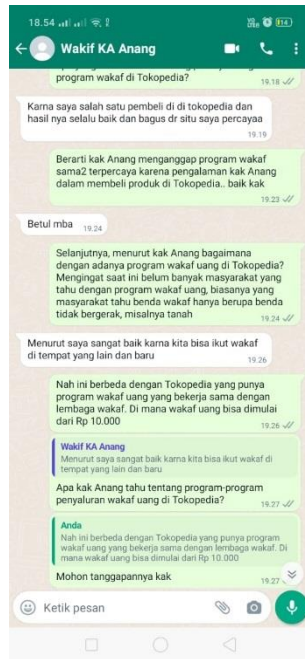 18.54
Wakif KA Anang
program wakaf di Tokopedia?
19.18
Karna saya salah satu pembeli di di tokopedia dan
hasil nya selalu baik dan bagus dr situ saya percayaa
19.19
Berarti kak Anang menganggap program wakaf
sama2 terpercaya karena pengalaman kak Anang
dalam membeli produk di Tokopedia.. baik kak
19.23
Betul mba 19.24
Selanjutnya, menurut kak Anang bagaimana
dengan adanya program wakaf uang di Tokopedia?
Mengingat saat ini belum banyak masyarakat yang
tahu dengan program wakaf uang, biasanya yang
masyarakat tahu benda wakaf hanya berupa benda
tidak bergerak, misalnya tanah
19.24
Menurut saya sangat baik karna kita bisa ikut wakaf
di tempat yang lain dan baru
19.26
Nah ini berbeda dengan Tokopedia yang punya
program wakaf uang yang bekerja sama dengan
lembaga wakaf. Di mana wakaf uang bisa dimulai
dari Rp 10.000
19.26
Wakif KA Anang
Menurut saya sangat baik karna kita bisa ikut wakaf
di tempat yang lain dan baru
Apa kak Anang tahu tentang program-program
penyaluran wakaf uang di Tokopedia?
19.27
Anda
Nah ini berbeda dengan Tokopedia yang punya program
wakaf uang yang bekerja sama dengan lembaga wakaf. Di
mana wakaf uang bisa dimulai dari Rp 10.000
Mohon tanggapannya kak
19.27
Ketik pesan